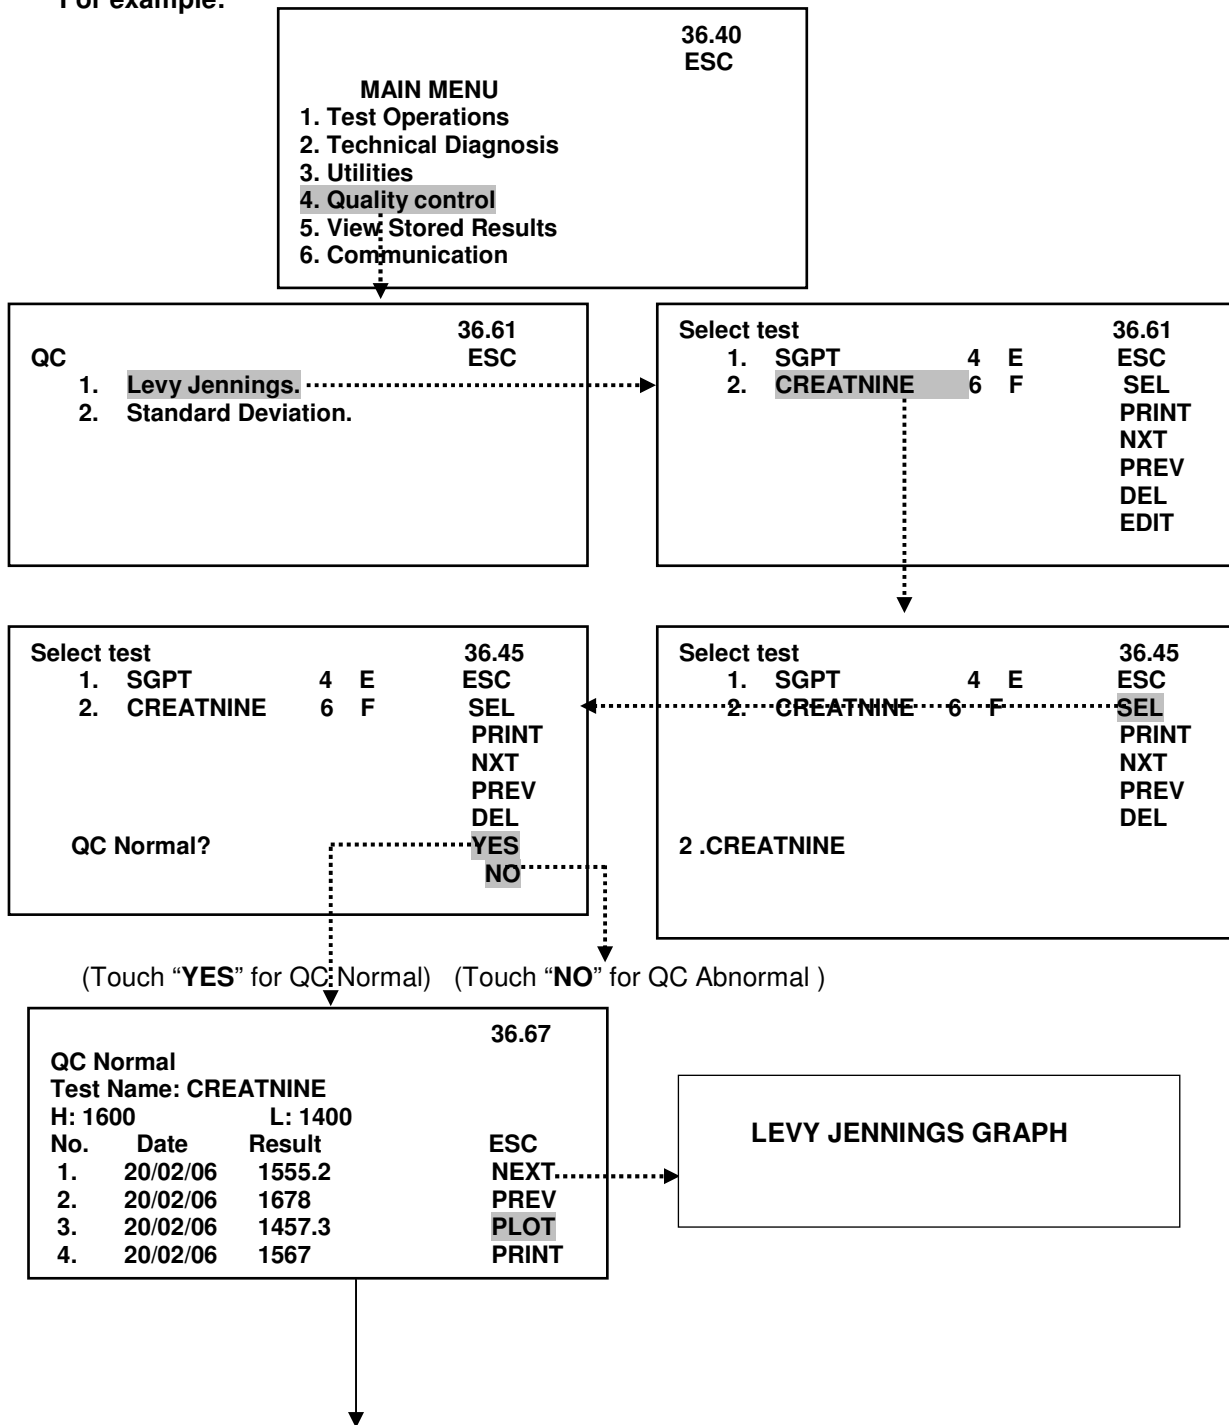 For example:
36.40
ESC
MAIN MENU
1. Test Operations
2. Technical Diagnosis
3. Utilities
4. Quality control
5. View Stored Results
6. Communication
36.61
QC ESC
1. Levy Jennings.
2. Standard Deviation.
Select test 36.61
1. SGPT 4 E ESC
2. CREATNINE 6 F SEL
PRINT
NXT
PREV
DEL
EDIT
Select test 36.45
1. SGPT 4 E ESC
2. CREATNINE 6 F SEL
PRINT
NXT
PREV
DEL
QC Normal? YES
NO
Select test 36.45
1. SGPT 4 E ESC
2. CREATNINE 6 F SEL
PRINT
NXT
PREV
DEL
2 .CREATNINE
(Touch “YES” for QC Normal) (Touch “NO” for QC Abnormal )
36.67
QC Normal
Test Name: CREATNINE
H: 1600 L: 1400
No. Date Result ESC
1. 20/02/06 1555.2 NEXT
2. 20/02/06 1678 PREV
3. 20/02/06 1457.3 PLOT
4. 20/02/06 1567 PRINT
LEVY JENNINGS GRAPH